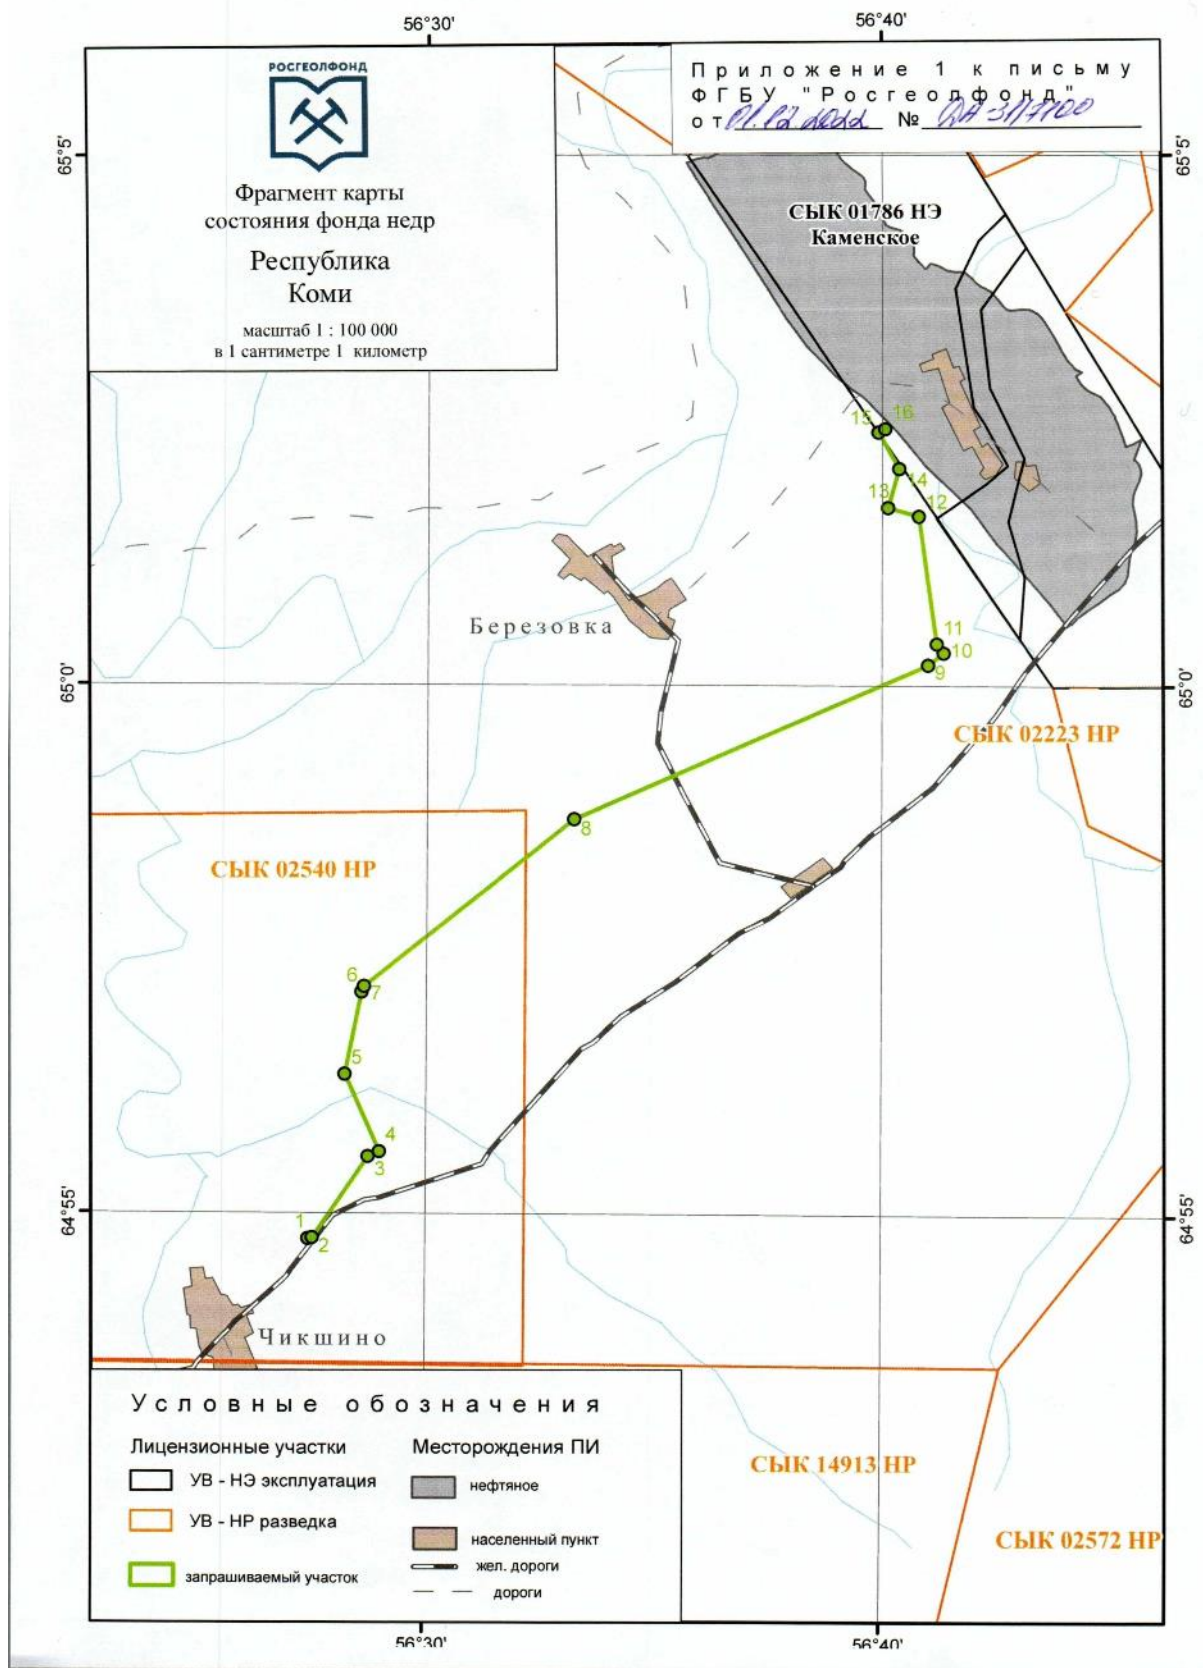 56°30'
56°40'
РОСГЕОЛФОНД
Фрагмент карты
состояния фонда недр
Республика
Коми
масштаб 1 : 100 000
в 1 сантиметре 1 километр
Приложение 1 к письму
ФГБУ "Росгеолфонд"
от №
65°5'
65°5'
СЫК 01786 НЭ
Каменское
15
16
14
13
12
Березовка
11
10
9
65°0'
65°0'
СЫК 02223 НР
8
СЫК 02540 НР
6
7
5
4
3
64°55'
64°55'
1
2
Чикшино
Условные обозначения
Лицензионные участки
УВ - НЭ эксплуатация
УВ - НР разведка
запрашиваемый участок
Месторождения ПИ
нефтяное
населенный пункт
жел. дороги
дороги
СЫК 14913 НР
СЫК 02572 НР
56°30'
56°40'